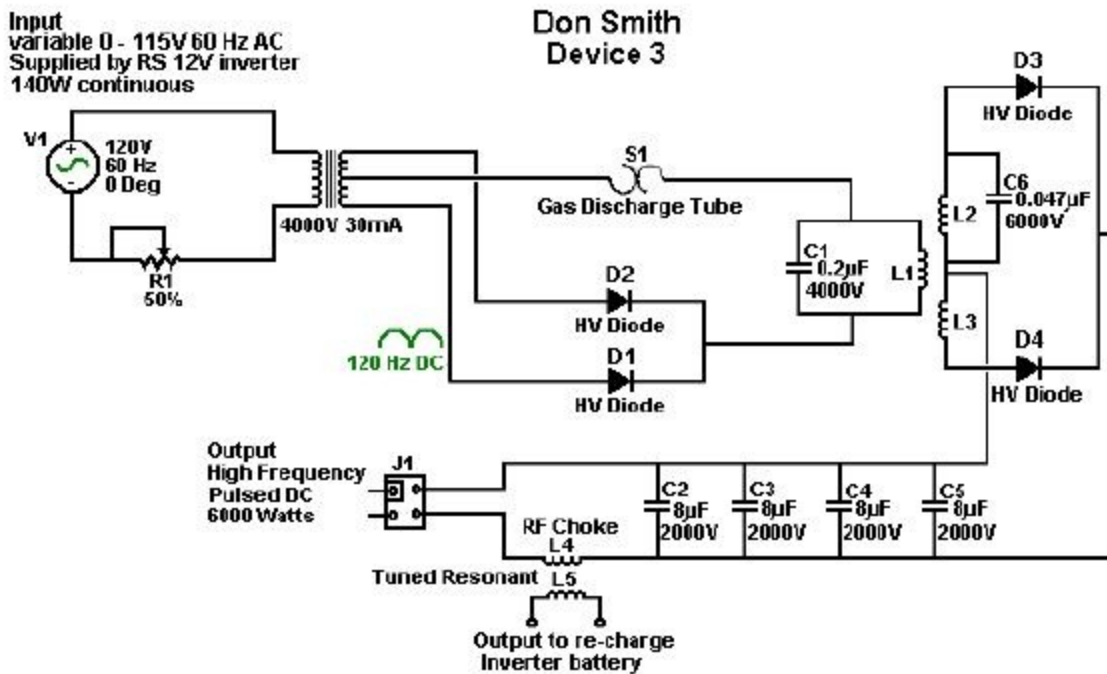 Input
variable 0 - 115V 60 Hz AC
Supplied by RS 12V inverter
140W continuous
Don Smith
Device 3
V1
+
-
120V
60 Hz
0 Deg
R1
50%
4000V 30mA
S1
Gas Discharge Tube
D2
HV Diode
120 Hz DC
D1
HV Diode
C1
0.2µF
4000V
L1
L2
L3
C6
0.047µF
6000V
D3
HV Diode
D4
HV Diode
Output
High Frequency
Pulsed DC
6000 Watts
J1
C2
8µF
2000V
C3
8µF
2000V
C4
8µF
2000V
C5
8µF
2000V
RF Choke
L4
Tuned Resonant
L5
Output to re-charge
Inverter battery